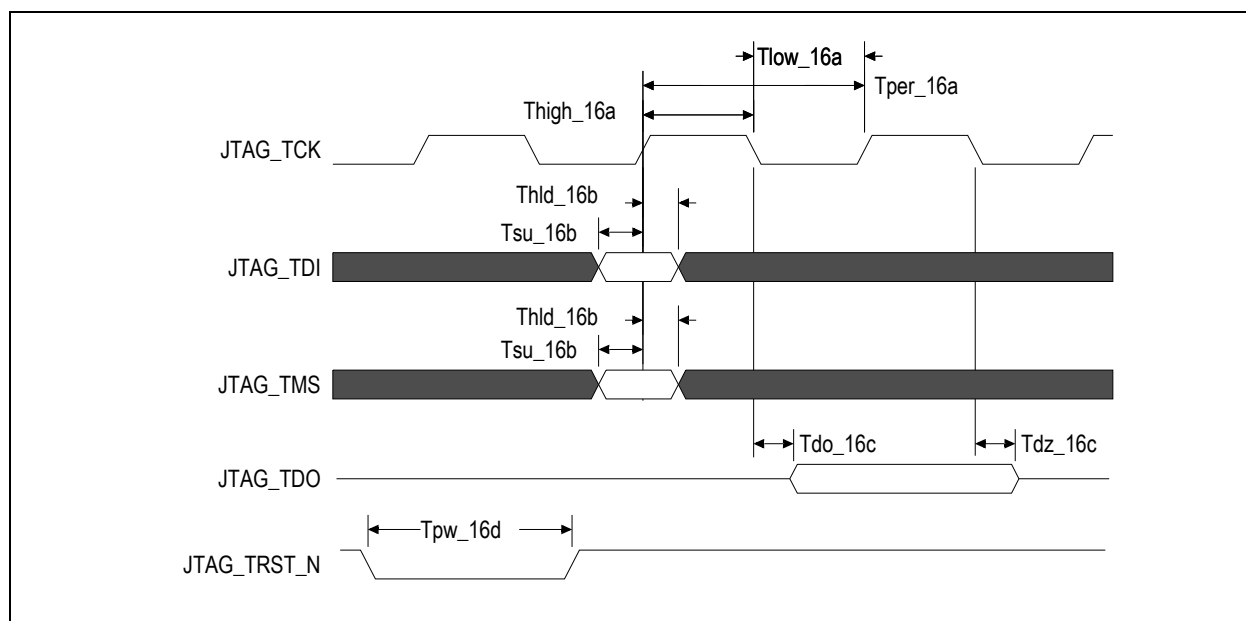 Tlow_16a
Tper_16a
Thigh_16a
JTAG_TCK
Thld_16b
Tsu_16b
JTAG_TDI
Thld_16b
Tsu_16b
JTAG_TMS
Tdo_16c
Tdz_16c
JTAG_TDO
Tpw_16d
JTAG_TRST_N